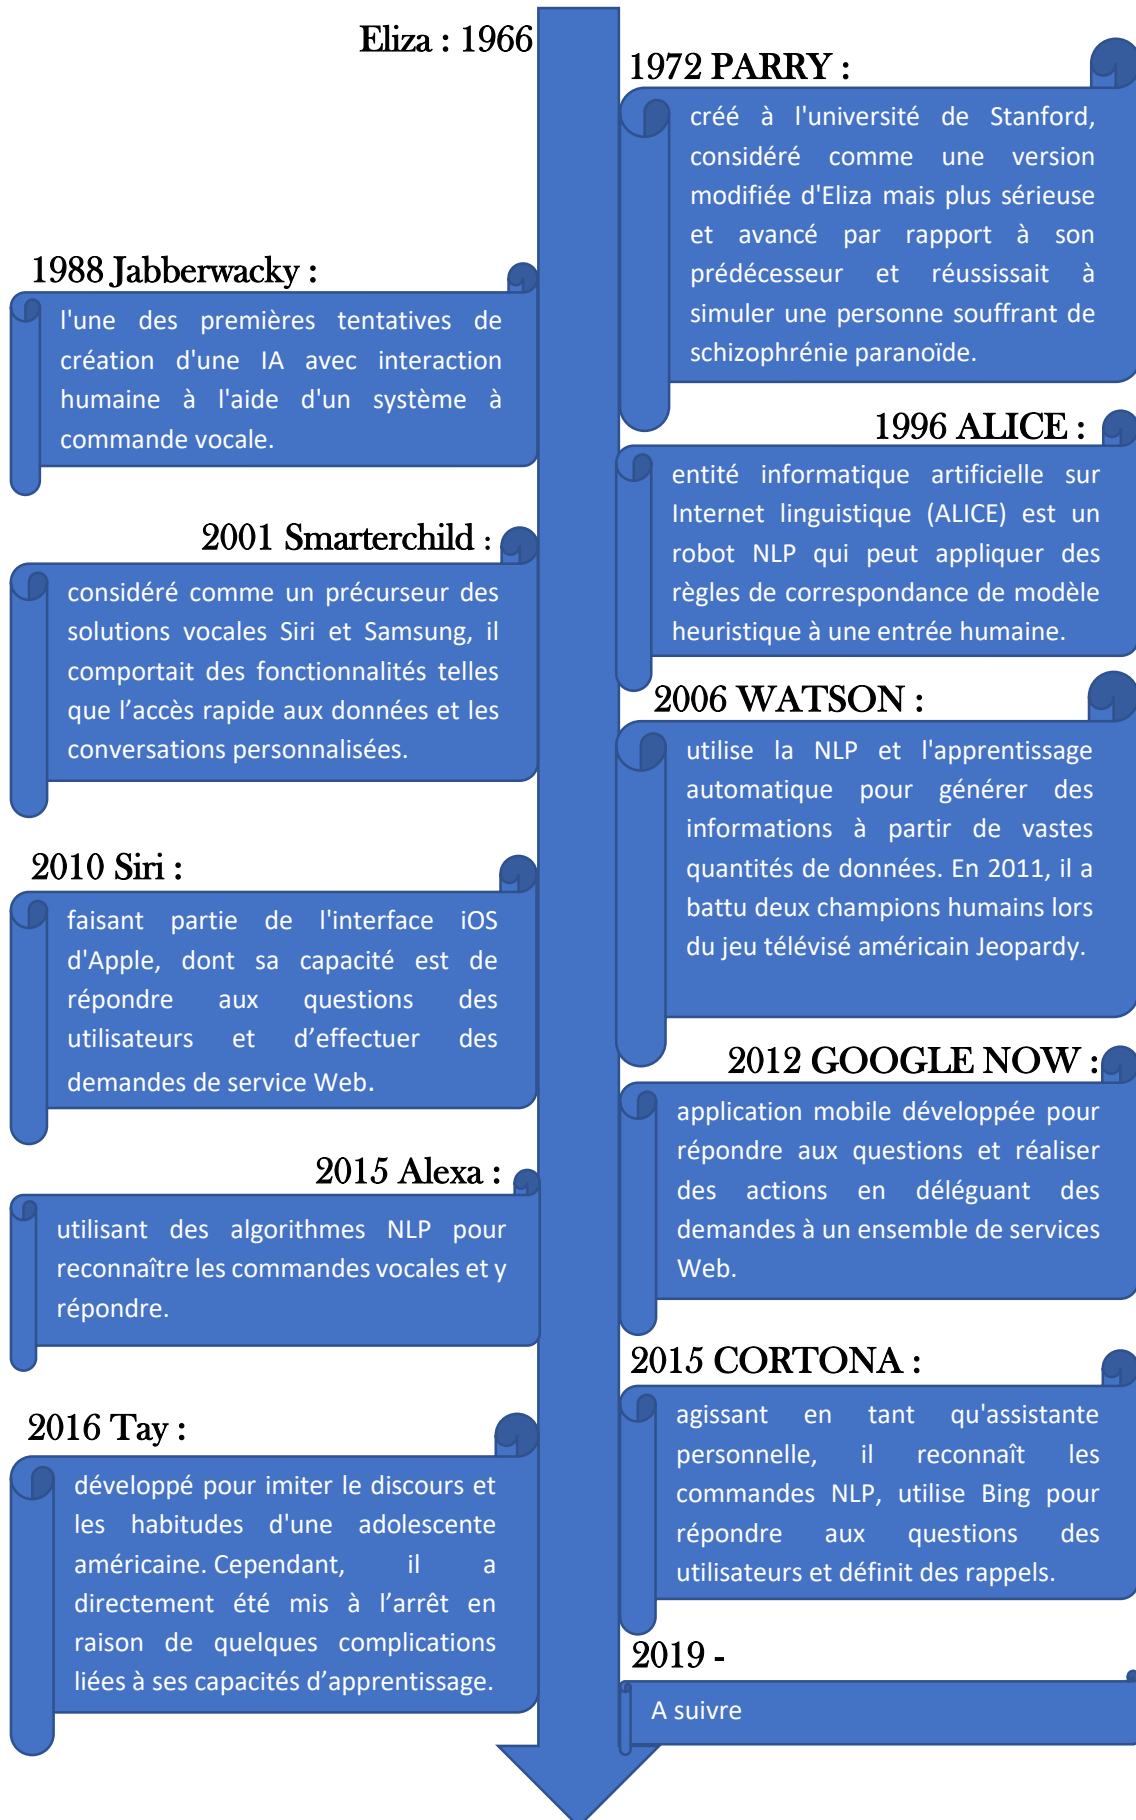 Eliza : 1966
1972 PARRY :
créé à l'université de Stanford,
considéré comme une version
modifiée d'Eliza mais plus sérieuse
et avancé par rapport à son
prédécesseur et réussissait à
simuler une personne souffrant de
schizophrénie paranoïde.
1988 Jabberwacky :
l'une des premières tentatives de
création d'une IA avec interaction
humaine à l'aide d'un système à
commande vocale.
1996 ALICE :
entité informatique artificielle sur
Internet linguistique (ALICE) est un
robot NLP qui peut appliquer des
règles de correspondance de modèle
heuristique à une entrée humaine.
2001 Smarterchild :
considéré comme un précurseur des
solutions vocales Siri et Samsung, il
comportait des fonctionnalités telles
que l’accès rapide aux données et les
conversations personnalisées.
2006 WATSON :
utilise la NLP et l'apprentissage
automatique pour générer des
informations à partir de vastes
quantités de données. En 2011, il a
battu deux champions humains lors
du jeu télévisé américain Jeopardy.
2010 Siri :
faisant partie de l'interface iOS
d'Apple, dont sa capacité est de
répondre aux questions des
utilisateurs et d’effectuer des
demandes de service Web.
2012 GOOGLE NOW :
application mobile développée pour
répondre aux questions et réaliser
des actions en déléguant des
demandes à un ensemble de services
Web.
2015 Alexa :
utilisant des algorithmes NLP pour
reconnaître les commandes vocales et y
répondre.
2015 CORTONA :
agissant en tant qu'assistante
personnelle, il reconnaît les
commandes NLP, utilise Bing pour
répondre aux questions des
utilisateurs et définit des rappels.
2016 Tay :
développé pour imiter le discours et
les habitudes d'une adolescente
américaine. Cependant, il a
directement été mis à l’arrêt en
raison de quelques complications
liées à ses capacités d’apprentissage.
2019 -
A suivre